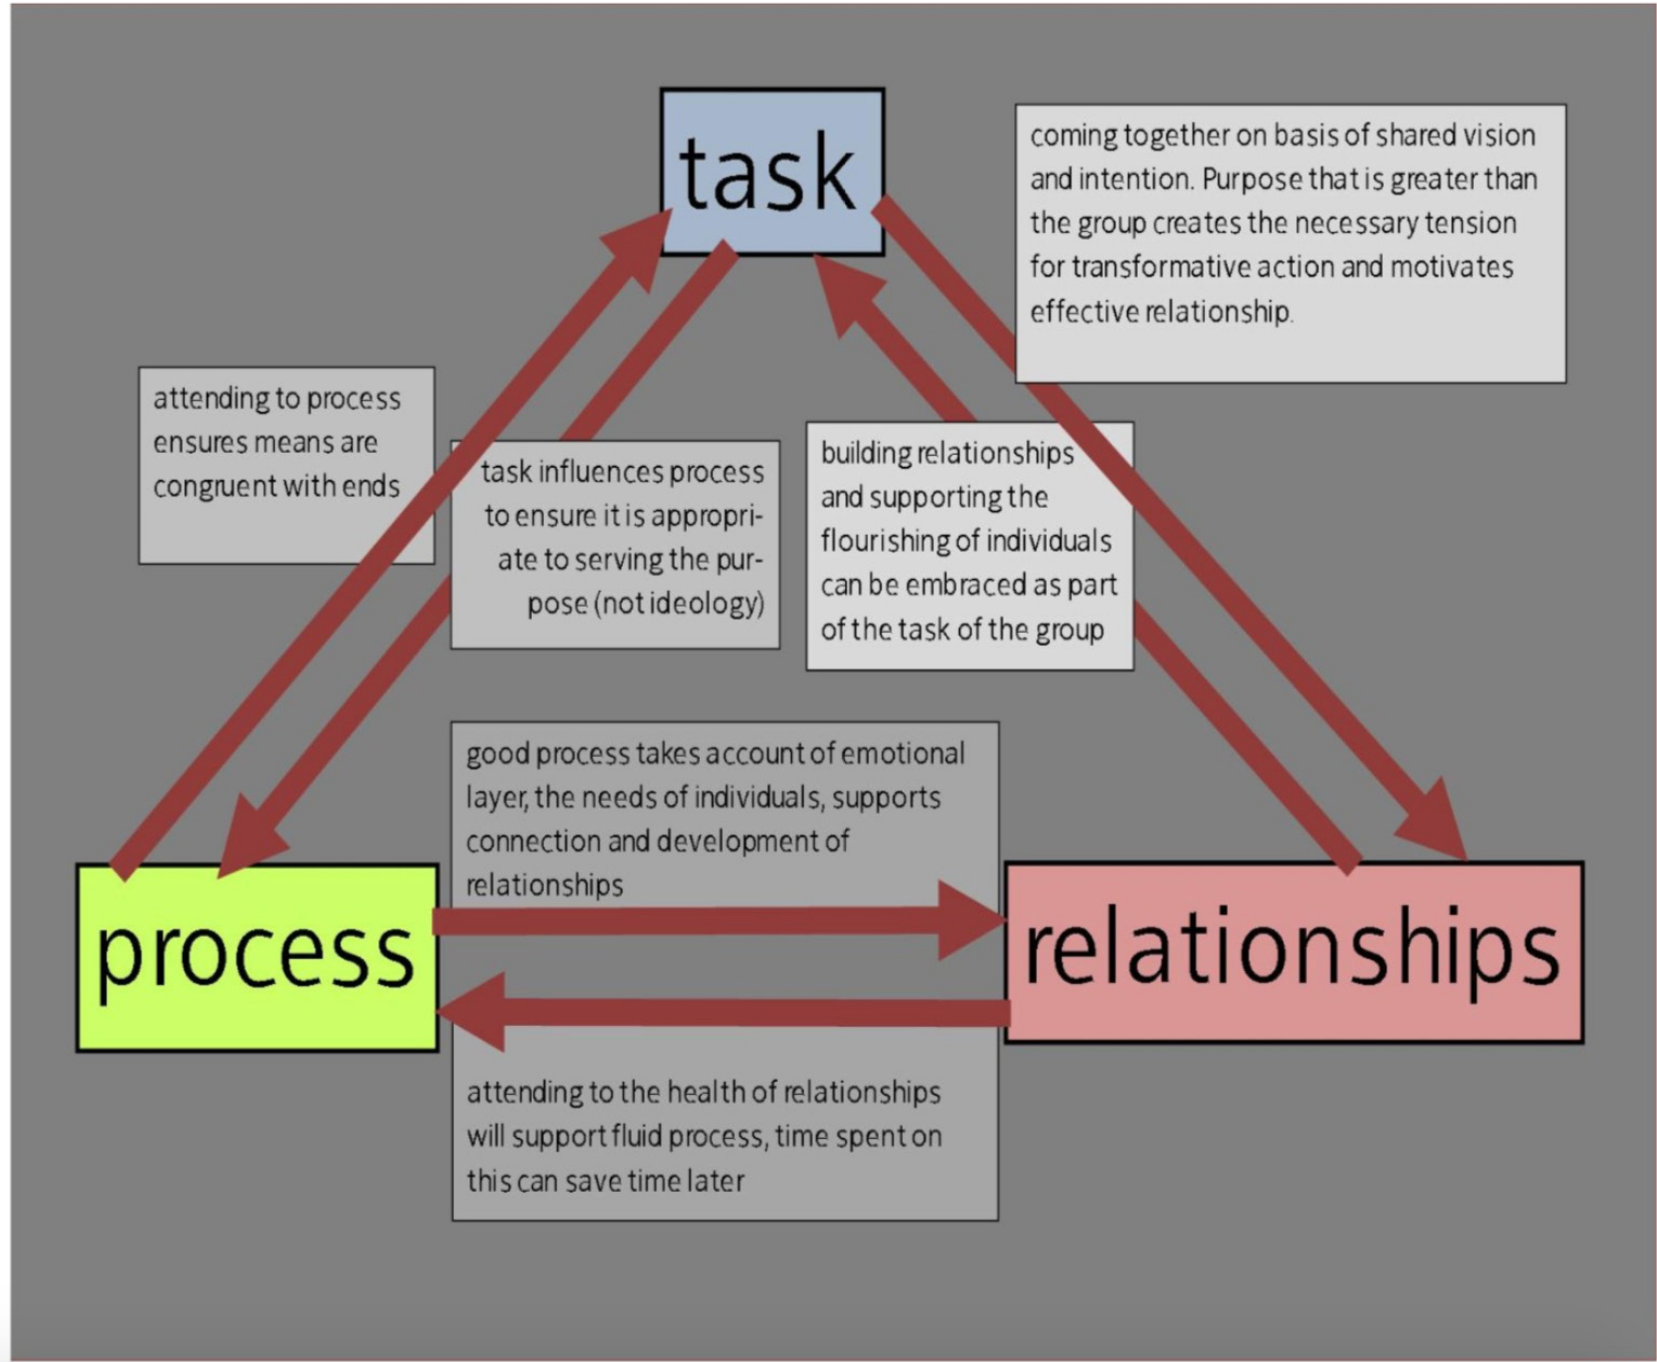 task
coming together on basis of shared vision
and intention. Purpose that is greater than
the group creates the necessary tension
for transformative action and motivates
effective relationship.
attending to process
ensures means are
congruent with ends
task influences process
to ensure it is appropri-
ate to serving the pur-
pose (not ideology)
building relationships
and supporting the
flourishing of individuals
can be embraced as part
of the task of the group
good process takes account of emotional
layer, the needs of individuals, supports
connection and development of
relationships
process
relationships
attending to the health of relationships
will support fluid process, time spent on
this can save time later